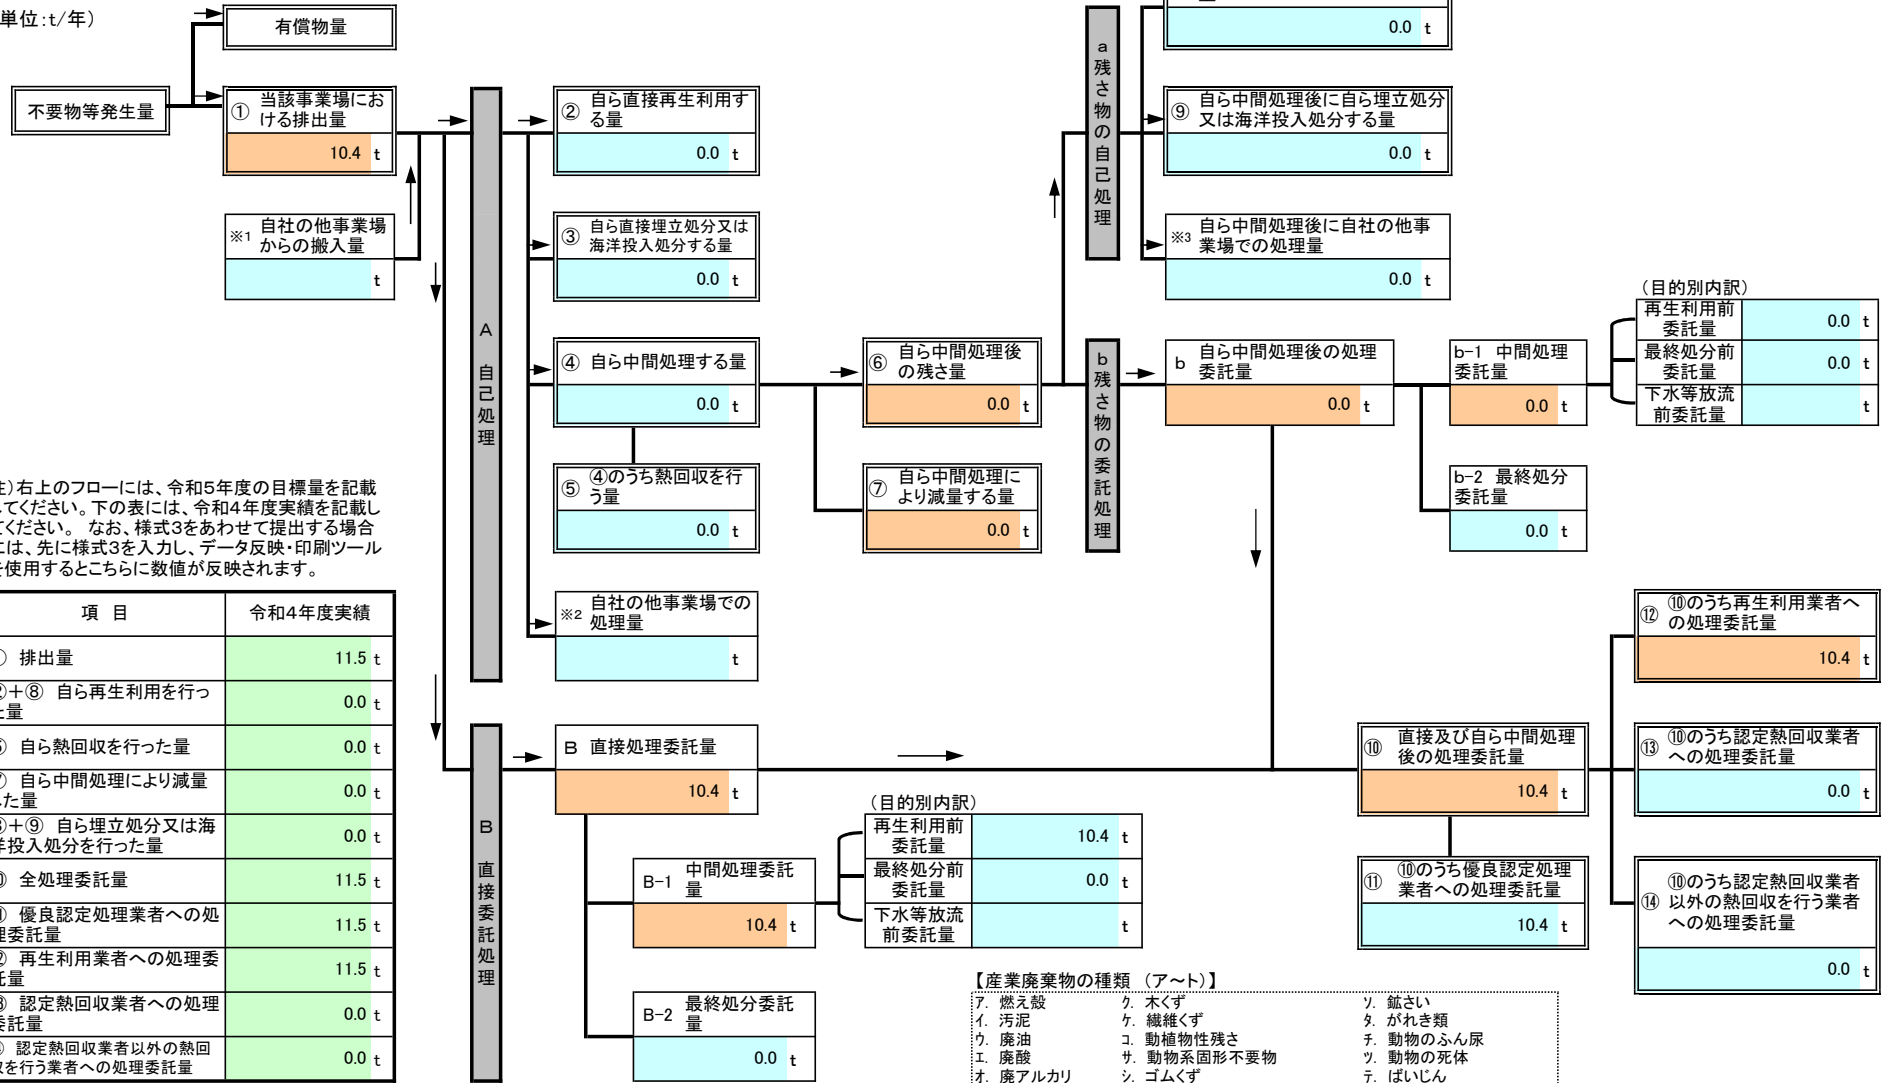 単位:t/年)
有償物量
0.0 t
不要物等発生量
① 当該事業場にお
ける排出量
10.4 t
※1 自社の他事業場
からの搬入量
t
A 自己処理
② 自ら直接再生利用す
る量
0.0 t
③ 自ら直接埋立処分又は
海洋投入処分する量
0.0 t
④ 自ら中間処理する量
0.0 t
⑤ ④のうち熱回収を行
う量
0.0 t
※2 自社の他事業場での
処理量
t
⑥ 自ら中間処理後
の残さ量
0.0 t
⑦ 自ら中間処理に
より減量する量
0.0 t
a 残さ物の自己処理
⑨ 自ら中間処理後に自ら埋立処分
又は海洋投入処分する量
0.0 t
※3 自ら中間処理後に自社の他事
業場での処理量
0.0 t
b 残さ物の委託処理
b 自ら中間処理後の処理
委託量
0.0 t
b-1 中間処理
委託量
0.0 t
b-2 最終処分
委託量
0.0 t
(目的別内訳)
再生利用前
委託量 0.0 t
最終処分前
委託量 0.0 t
下水等放流
前委託量 t
注)右上のフローには、令和5年度の目標量を記載
してください。下の表には、令和4年度実績を記載し
てください。 なお、様式3をあわせて提出する場合
には、先に様式3を入力し、データ反映・印刷ツール
を使用するとこちらに数値が反映されます。
項 目 令和4年度実績
① 排出量 11.5 t
②+⑧ 自ら再生利用を行っ
た量 0.0 t
⑤ 自ら熱回収を行った量 0.0 t
⑦ 自ら中間処理により減量
した量 0.0 t
③+⑨ 自ら埋立処分又は海
洋投入処分を行った量 0.0 t
⑩ 全処理委託量 11.5 t
⑪ 優良認定処理業者への処
理委託量 11.5 t
⑫ 再生利用業者への処理委
託量 11.5 t
⑬ 認定熱回収業者への処理
委託量 0.0 t
⑭ 認定熱回収業者以外の熱回
収を行う業者への処理委託量 0.0 t
B 直接委託処理
B 直接処理委託量
10.4 t
B-1 中間処理委託
量
10.4 t
B-2 最終処分委託
量
0.0 t
(目的別内訳)
再生利用前
委託量 10.4 t
最終処分前
委託量 0.0 t
下水等放流
前委託量 t
⑩ 直接及び自ら中間処理
後の処理委託量
10.4 t
⑪ ⑩のうち優良認定処理
業者への処理委託量
10.4 t
⑫ ⑩のうち再生利用業者へ
の処理委託量
10.4 t
⑬ ⑩のうち認定熱回収業者
への処理委託量
0.0 t
⑭ ⑩のうち認定熱回収業者
以外の熱回収を行う業者
への処理委託量
0.0 t
【産業廃棄物の種類 (ア~ト)】
ア. 燃え殻 ク. 木くず ソ. 鉱さい
イ. 汚泥 ケ. 繊維くず タ. がれき類
ウ. 廃油 コ. 動植物性残さ チ. 動物のふん尿
エ. 廃酸 サ. 動物系固形不要物 ツ. 動物の死体
オ. 廃アルカリ シ. ゴムくず テ. ばいじん